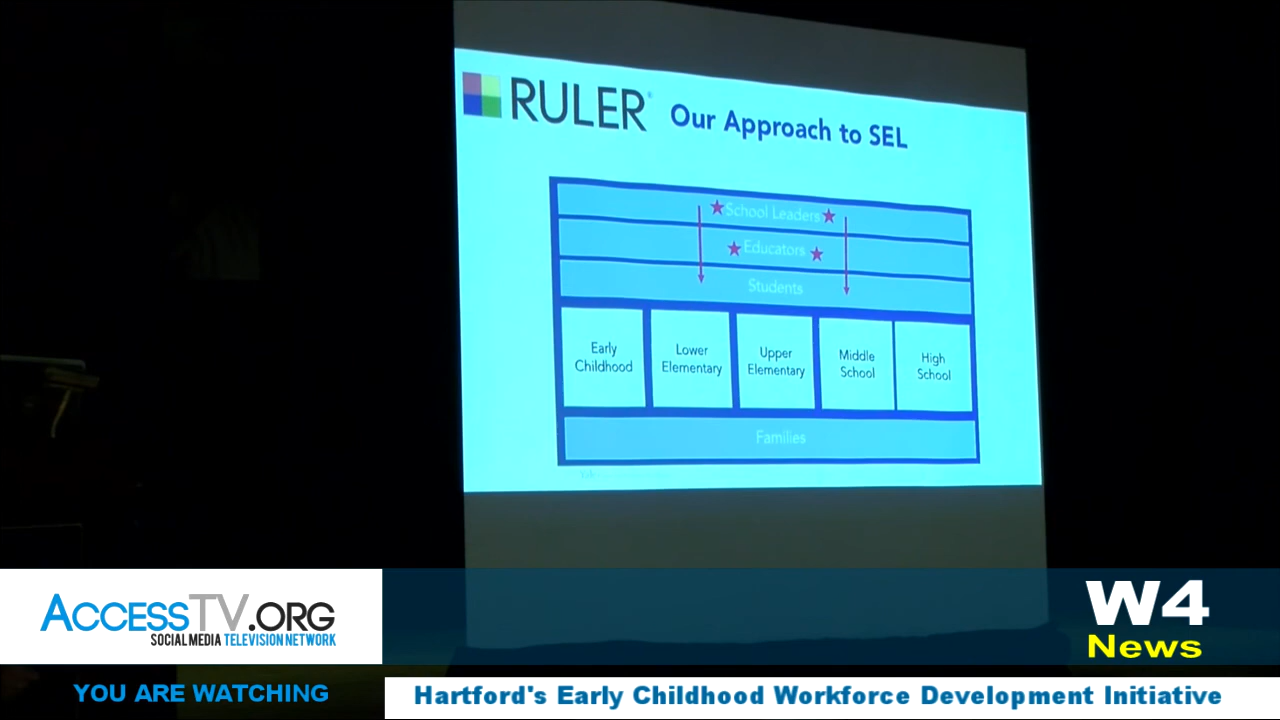 RULER®
Our Approach to SEL
School Leaders
Educators
Students
Early
Childhood
Lower
Elementary
Upper
Elementary
Middle
School
High
School
Families
ACCESSTV.ORG
SOCIAL MEDIA TELEVISION NETWORK
W4
News
YOU ARE WATCHING
Hartford's Early Childhood Workforce Development Initiative